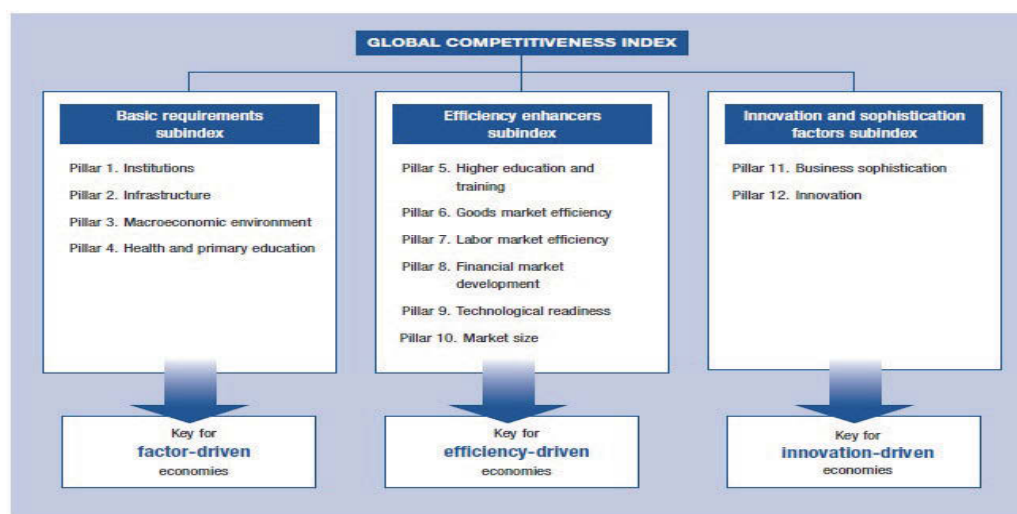 GLOBAL COMPETITIVENESS INDEX
Basic requirements
subindex
Pillar 1. Institutions
Pillar 2. Infrastructure
Pillar 3. Macroeconomic environment
Pillar 4. Health and primary education
Key for
factor-driven
economies
Efficiency enhancers
subindex
Pillar 5. Higher education and
training
Pillar 6. Goods market efficiency
Pillar 7. Labor market efficiency
Pillar 8. Financial market
development
Pillar 9. Technological readiness
Pillar 10. Market size
Key for
efficiency-driven
economies
Innovation and sophistication
factors subindex
Pillar 11. Business sophistication
Pillar 12. Innovation
Key for
innovation-driven
economies